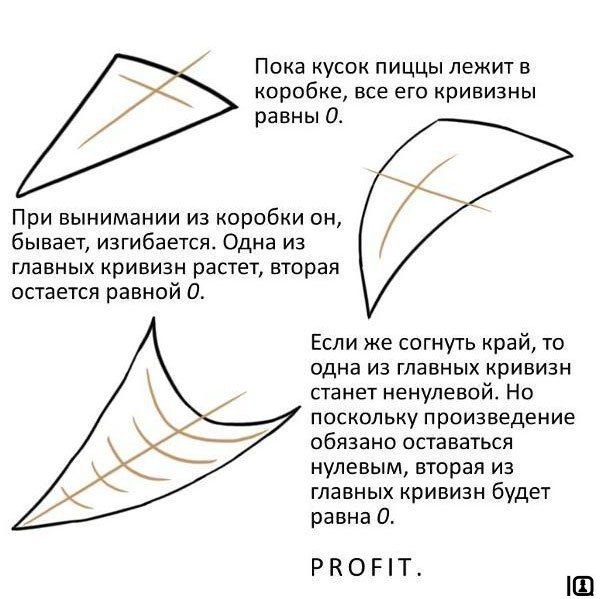 Пока кусок пиццы лежит в
коробке, все его кривизны
равны 0.
При вынимании из коробки он,
бывает, изгибается. Одна из
главных кривизн растет, вторая
остается равной 0.
Если же согнуть край, то
одна из главных кривизн
станет ненулевой. Но
поскольку произведение
обязано оставаться
нулевым, вторая из
главных кривизн будет
равна 0.
PROFIT.